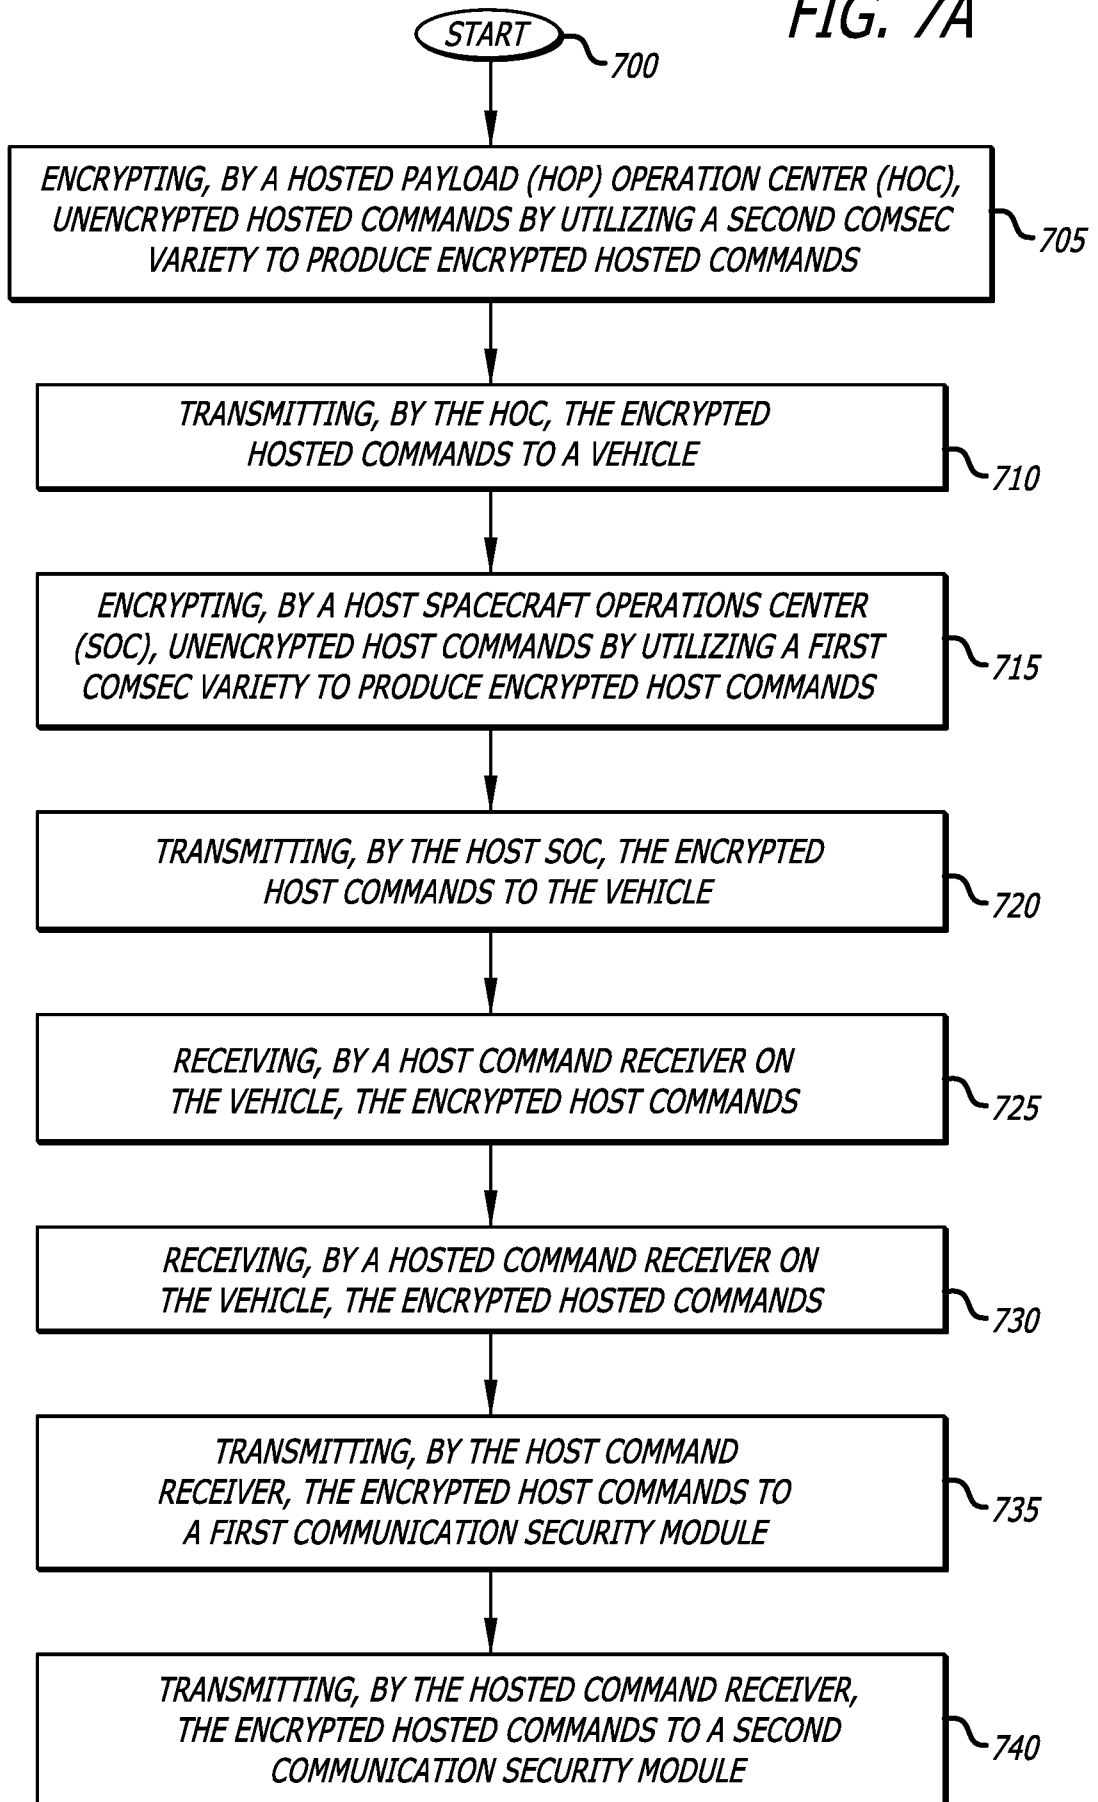 FIG. 7A
START
700
ENCRYPTING, BY A HOSTED PAYLOAD (HOP) OPERATION CENTER (HOC),
UNENCRYPTED HOSTED COMMANDS BY UTILIZING A SECOND COMSEC
VARIETY TO PRODUCE ENCRYPTED HOSTED COMMANDS
705
TRANSMITTING, BY THE HOC, THE ENCRYPTED
HOSTED COMMANDS TO A VEHICLE
710
ENCRYPTING, BY A HOST SPACECRAFT OPERATIONS CENTER
(SOC), UNENCRYPTED HOST COMMANDS BY UTILIZING A FIRST
COMSEC VARIETY TO PRODUCE ENCRYPTED HOST COMMANDS
715
TRANSMITTING, BY THE HOST SOC, THE ENCRYPTED
HOST COMMANDS TO THE VEHICLE
720
RECEIVING, BY A HOST COMMAND RECEIVER ON
THE VEHICLE, THE ENCRYPTED HOST COMMANDS
725
RECEIVING, BY A HOSTED COMMAND RECEIVER ON
THE VEHICLE, THE ENCRYPTED HOSTED COMMANDS
730
TRANSMITTING, BY THE HOST COMMAND
RECEIVER, THE ENCRYPTED HOST COMMANDS TO
A FIRST COMMUNICATION SECURITY MODULE
735
TRANSMITTING, BY THE HOSTED COMMAND RECEIVER,
THE ENCRYPTED HOSTED COMMANDS TO A SECOND
COMMUNICATION SECURITY MODULE
740